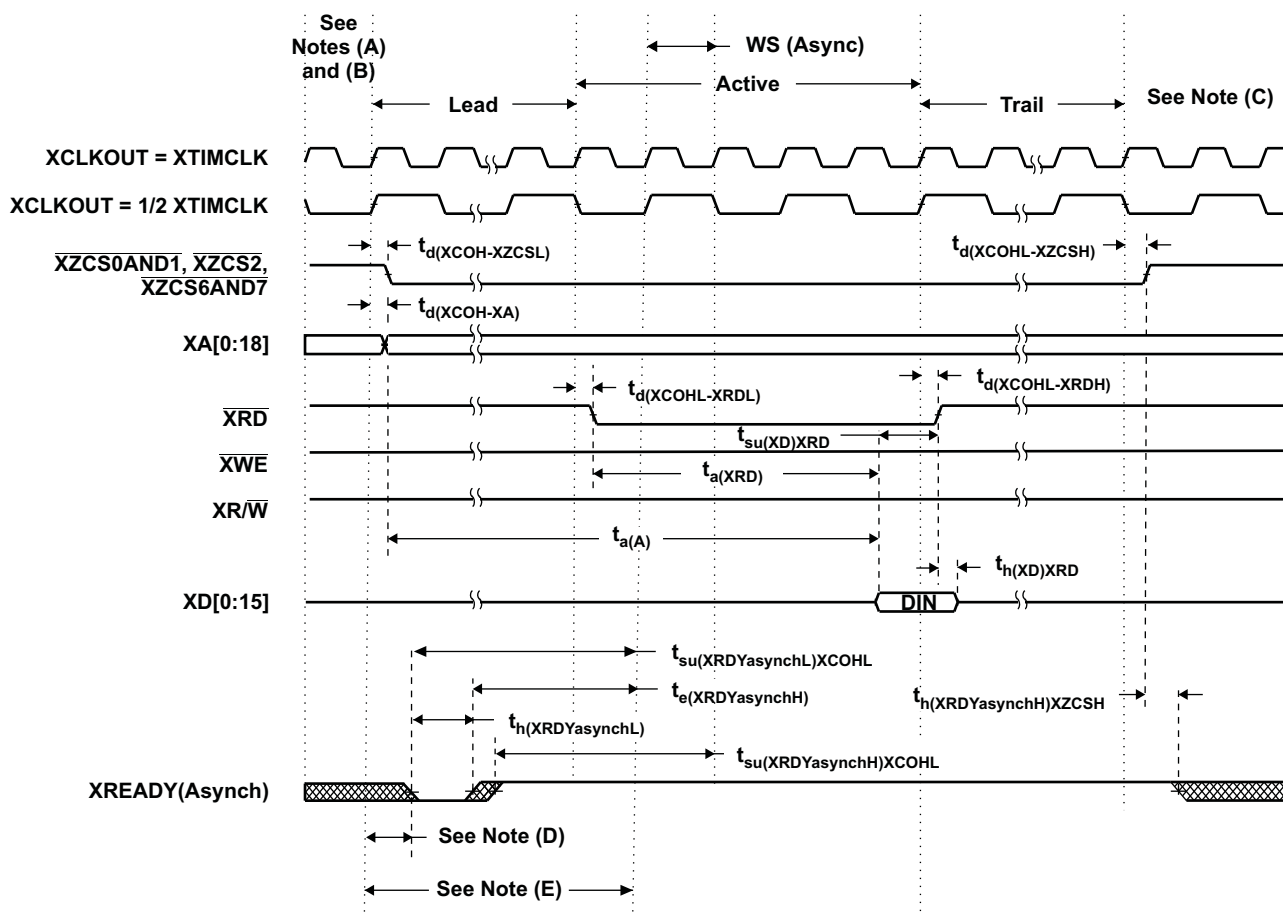 See
Notes (A)
and (B)
WS (Async)
Active
Lead
Trail
See Note (C)
XCLKOUT = XTIMCLK
XCLKOUT = 1/2 XTIMCLK
td(XCOH-XZCSL)
td(XCOHL-XZCSH)
XZCS0AND1, XZCS2,
XZCS6AND7
td(XCOH-XA)
XA[0:18]
td(XCOHL-XRDL)
td(XCOHL-XRDH)
XRD
tsu(XD)XRD
XWE
ta(XRD)
XR/W
ta(A)
th(XD)XRD
XD[0:15]
DIN
tsu(XRDYasynchL)XCOHL
te(XRDYasynchH)
th(XRDYasynchH)XZCSH
th(XRDYasynchL)
tsu(XRDYasynchH)XCOHL
XREADY(Asynch)
See Note (D)
See Note (E)